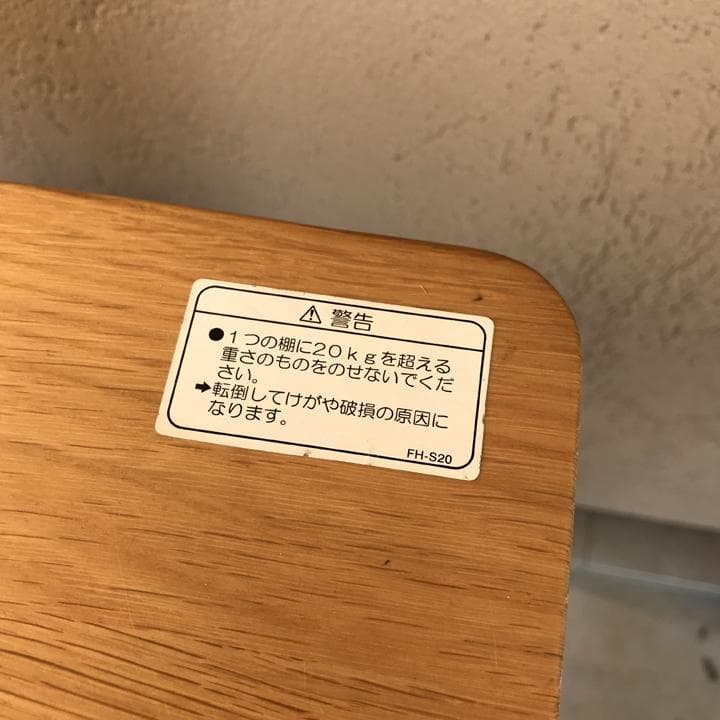 ⚠ 警告
●1つの棚に20kgを超える
重さのものをのせないでくだ
さい。
➡転倒してけがや破損の原因に
なります。
FH-S20